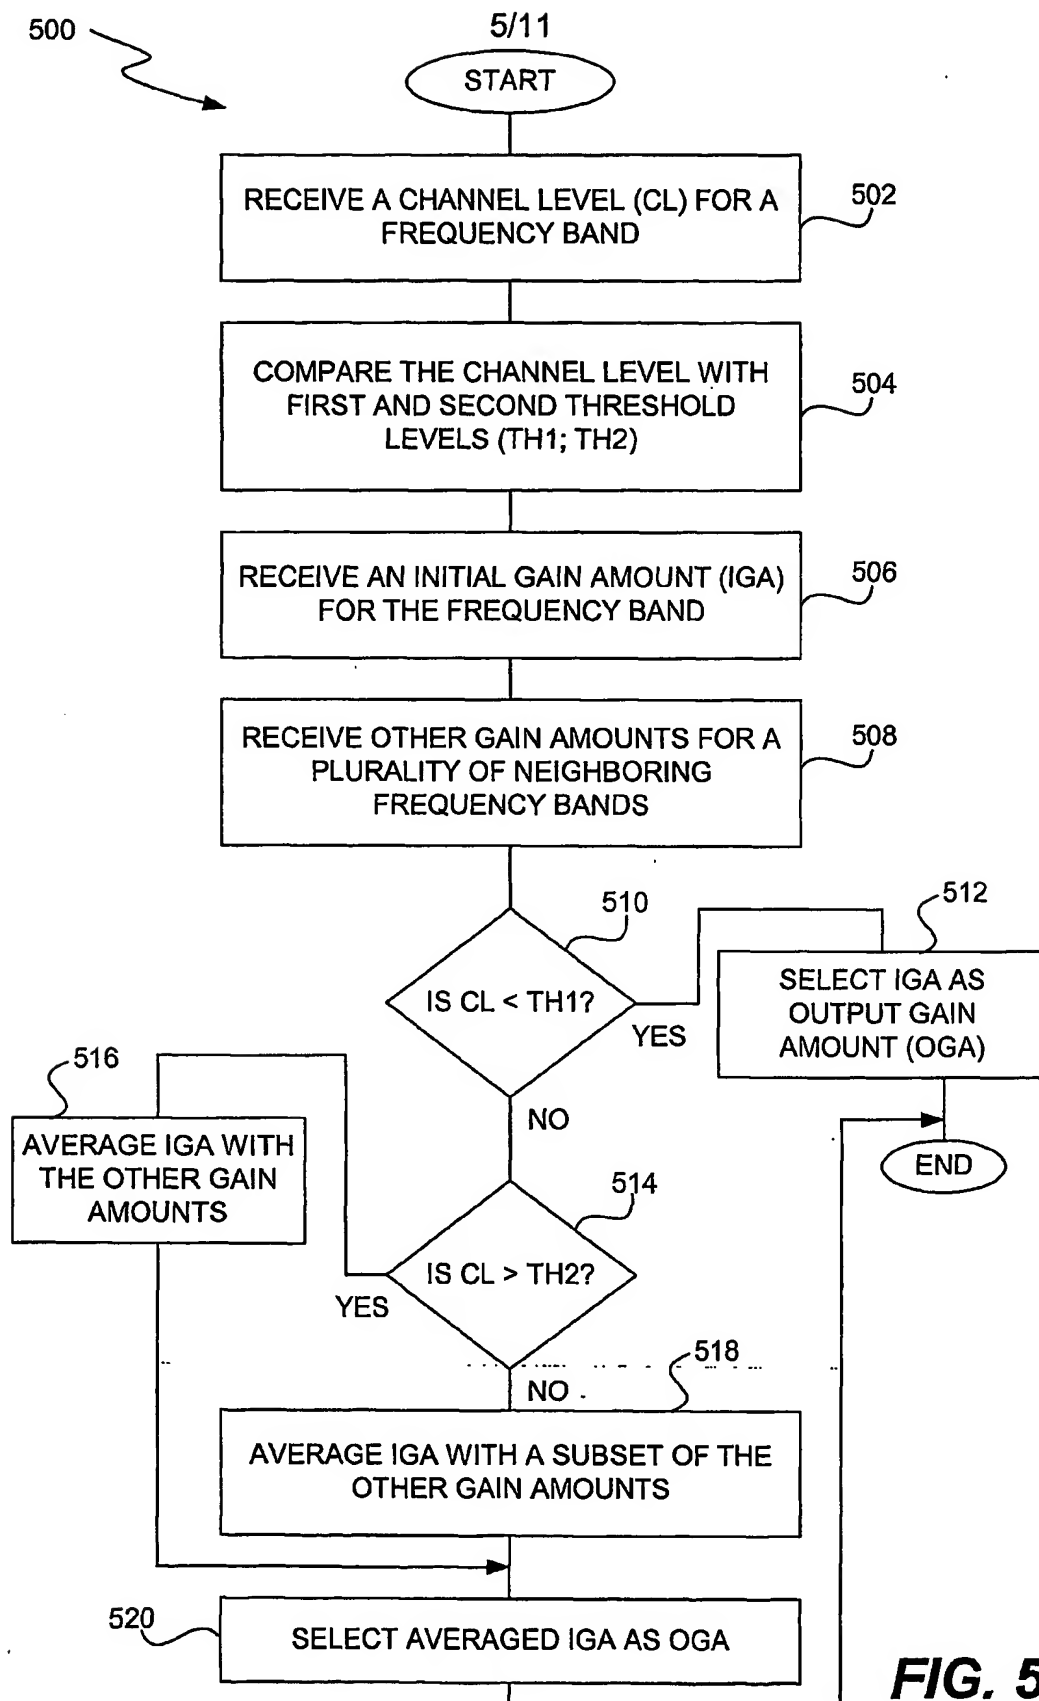 5/11
500
START
RECEIVE A CHANNEL LEVEL (CL) FOR A
FREQUENCY BAND
502
COMPARE THE CHANNEL LEVEL WITH
FIRST AND SECOND THRESHOLD
LEVELS (TH1; TH2)
504
RECEIVE AN INITIAL GAIN AMOUNT (IGA)
FOR THE FREQUENCY BAND
506
RECEIVE OTHER GAIN AMOUNTS FOR A
PLURALITY OF NEIGHBORING
FREQUENCY BANDS
508
510
IS CL < TH1?
YES
NO
512
SELECT IGA AS
OUTPUT GAIN
AMOUNT (OGA)
END
516
AVERAGE IGA WITH
THE OTHER GAIN
AMOUNTS
514
IS CL > TH2?
YES
NO
518
AVERAGE IGA WITH A SUBSET OF THE
OTHER GAIN AMOUNTS
520
SELECT AVERAGED IGA AS OGA
FIG. 5